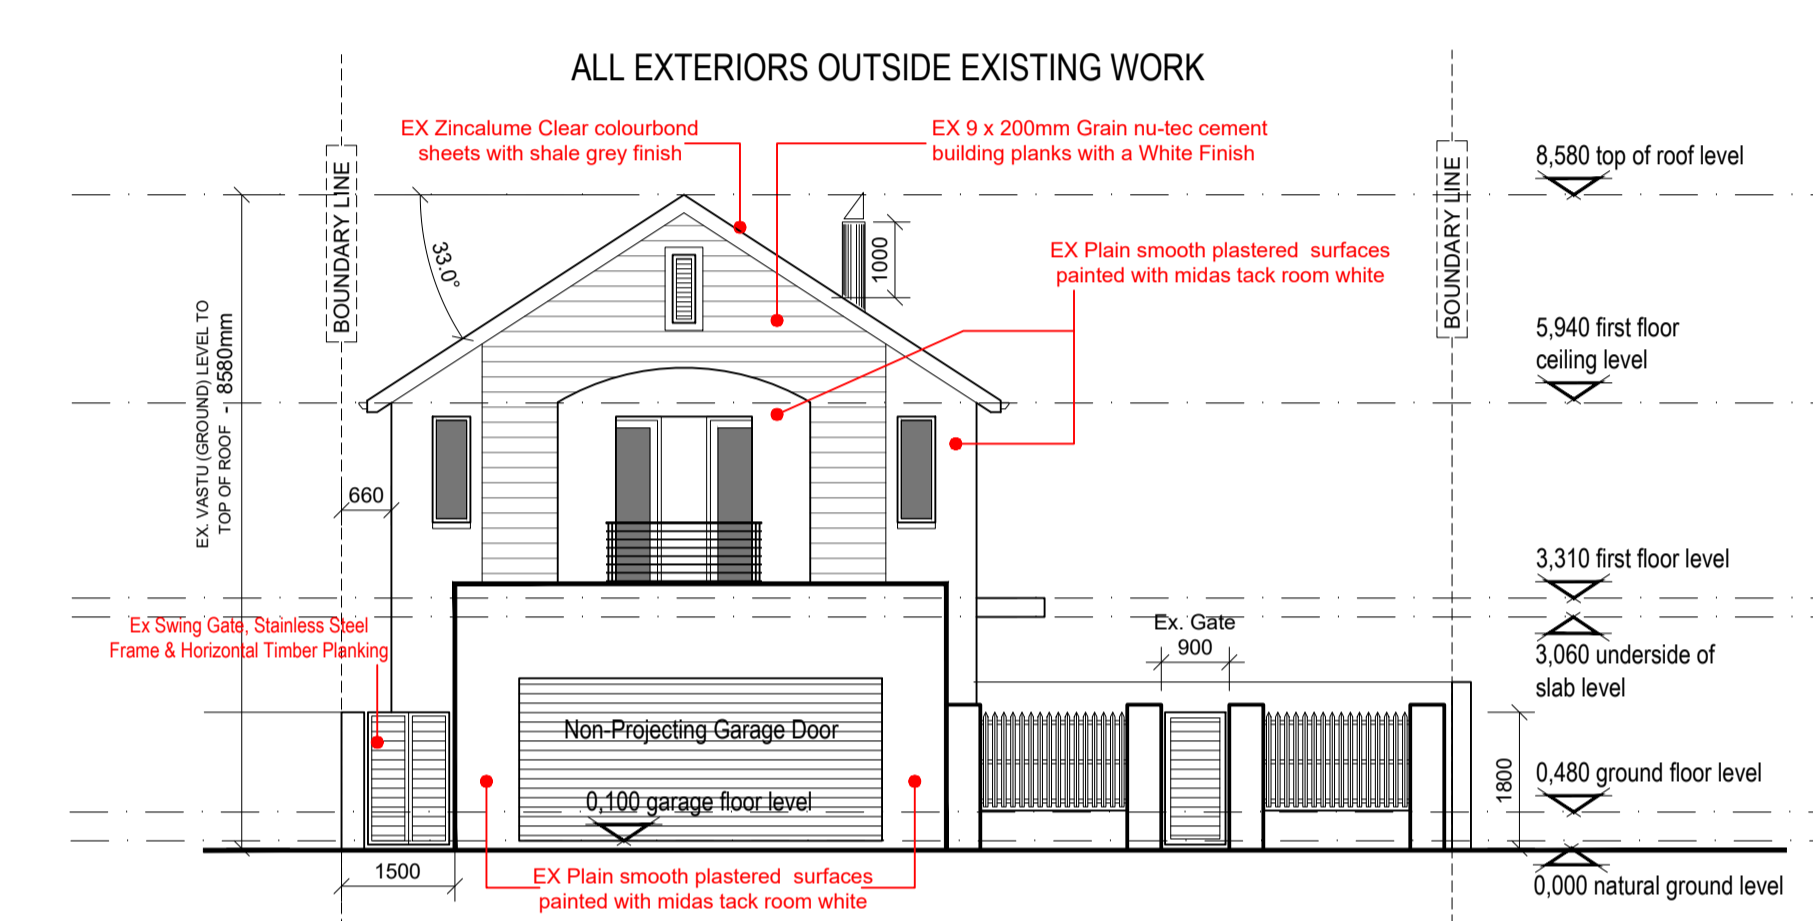 ALL EXTERIORS OUTSIDE EXISTING WORK
EX Zincalume Clear colourbond
sheets with shale grey finish
EX 9 x 200mm Grain nu-tec cement
building planks with a White Finish
8,580 top of roof level
BOUNDARY LINE
BOUNDARY LINE
33.0°
1000
EX Plain smooth plastered surfaces
painted with midas tack room white
EX. VASTU (GROUND) LEVEL TO
TOP OF ROOF - 8580mm
5,940 first floor
ceiling level
660
3,310 first floor level
Ex Swing Gate, Stainless Steel
Frame & Horizontal Timber Planking
Ex. Gate
900
3,060 underside of
slab level
Non-Projecting Garage Door
0,100 garage floor level
1800
0,480 ground floor level
1500
EX Plain smooth plastered surfaces
painted with midas tack room white
0,000 natural ground level